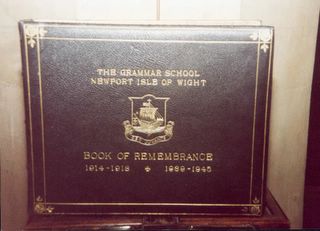 THE GRAMMAR SCHOOL
NEWPORT ISLE OF WIGHT
BOOK OF REMEMBRANCE
1914-1918 1939-1945